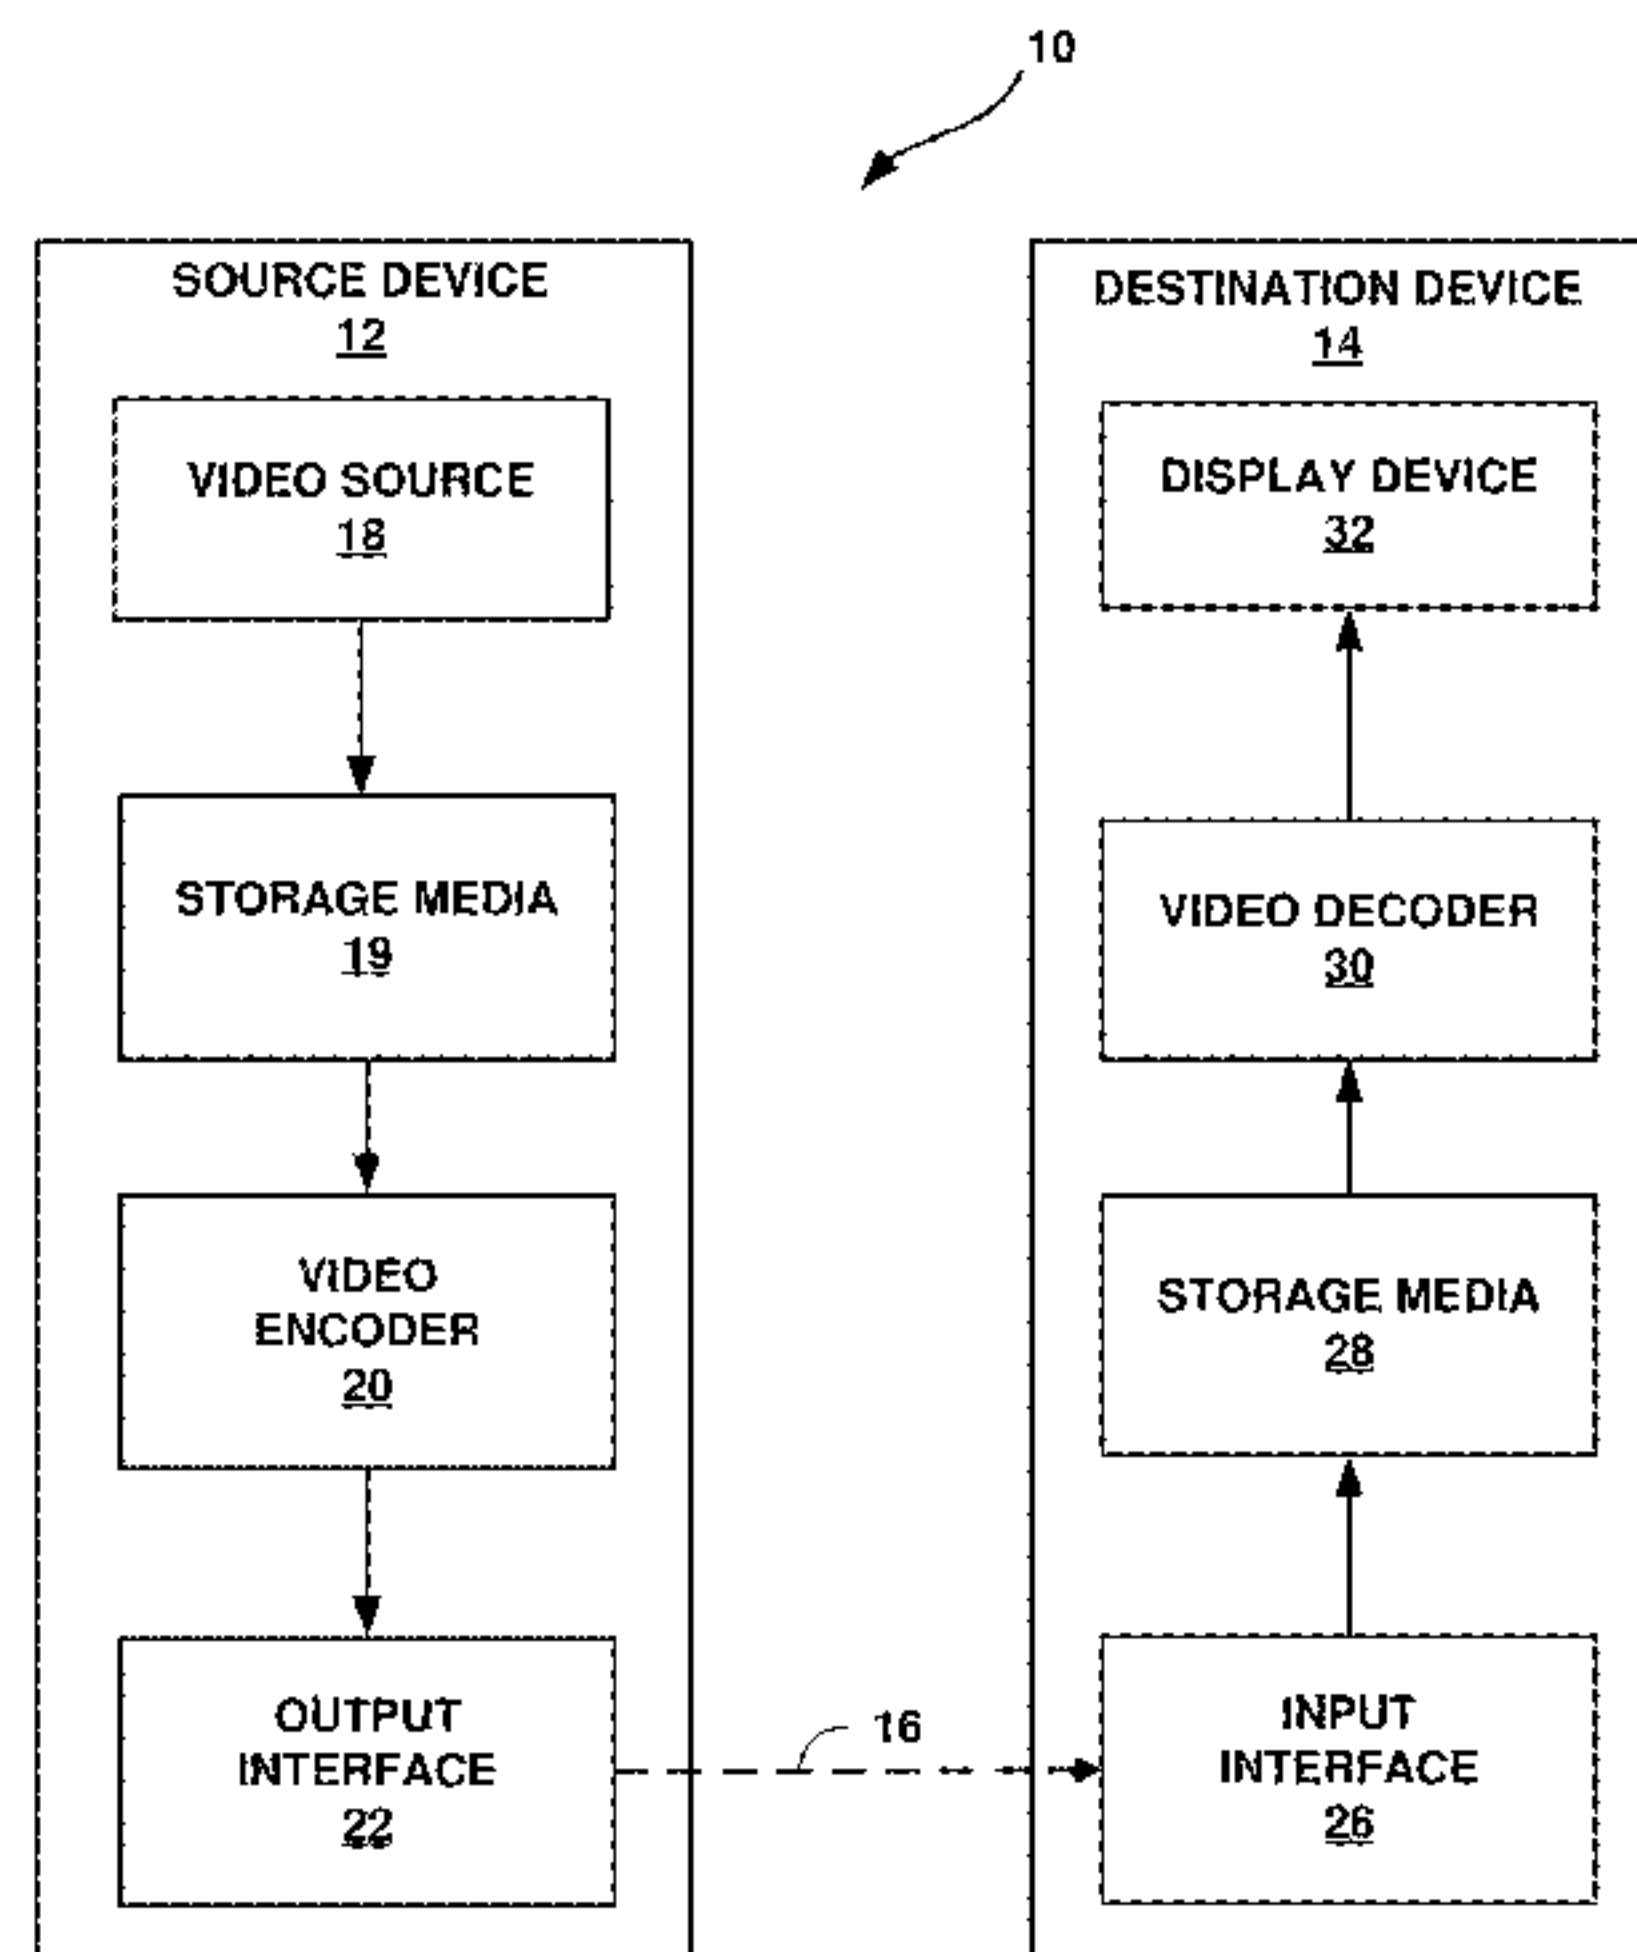 10
SOURCE DEVICE
12
VIDEO SOURCE
18
STORAGE MEDIA
19
VIDEO
ENCODER
20
OUTPUT
INTERFACE
22
16
DESTINATION DEVICE
14
DISPLAY DEVICE
32
VIDEO DECODER
30
STORAGE MEDIA
28
INPUT
INTERFACE
26